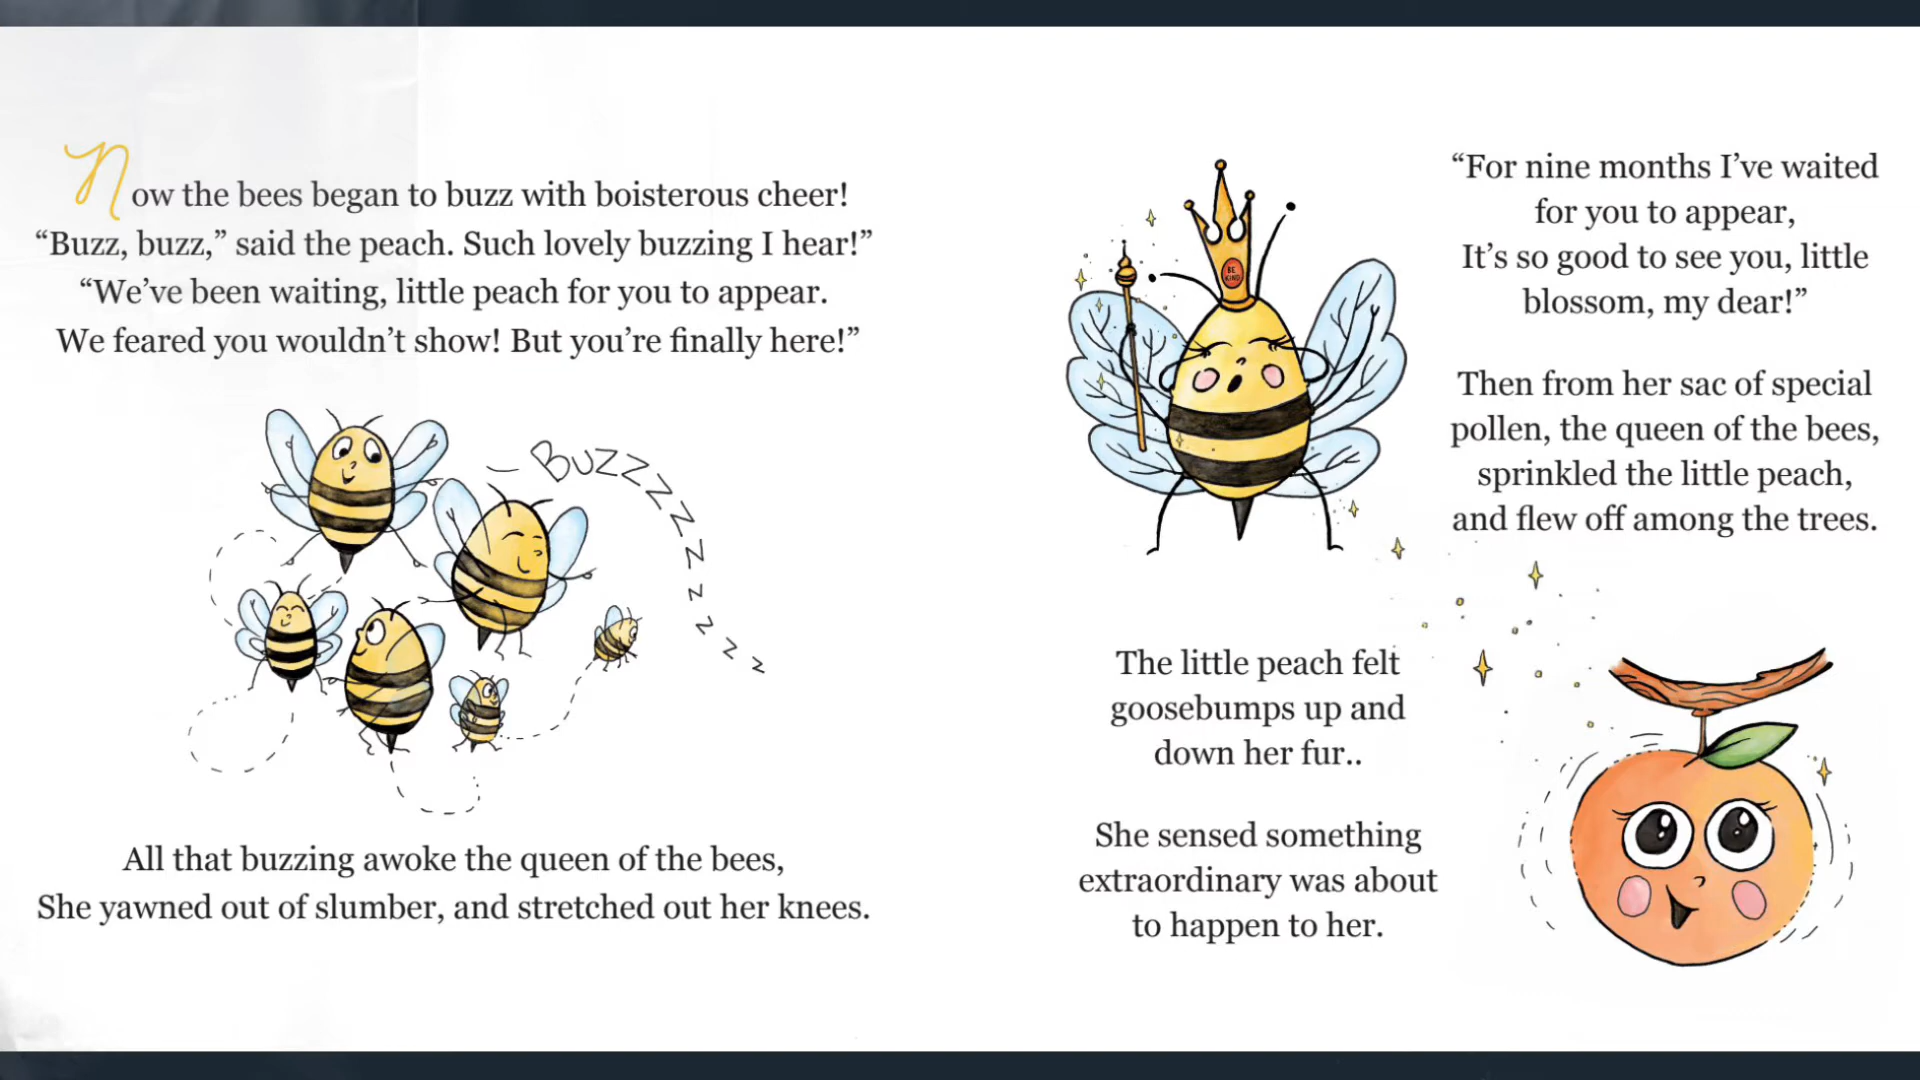 Now the bees began to buzz with boisterous cheer!
“Buzz, buzz,” said the peach. Such lovely buzzing I hear!”
“We’ve been waiting, little peach for you to appear.
We feared you wouldn’t show! But you’re finally here!”
BUZZZZZZZZZZZ
All that buzzing awoke the queen of the bees,
She yawned out of slumber, and stretched out her knees.
BE
KIND
“For nine months I’ve waited
for you to appear,
It’s so good to see you, little
blossom, my dear!”
Then from her sac of special
pollen, the queen of the bees,
sprinkled the little peach,
and flew off among the trees.
The little peach felt
goosebumps up and
down her fur..
She sensed something
extraordinary was about
to happen to her.